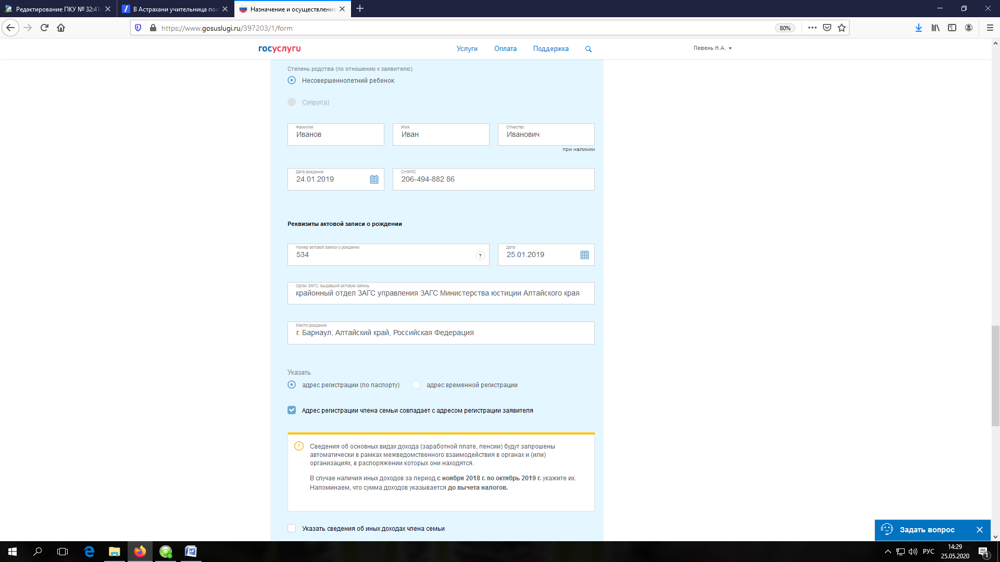 Редактирование ПКУ № 32:41:
В Астрахани учительница пол
Назначение и осуществление
https://www.gosuslugi.ru/397203/1/form
80%
госуслуги
Услуги
Оплата
Поддержка
Певень Н.А.
Степень родства (по отношению к заявителю)
Несовершеннолетний ребенок
Супруг(а)
Фамилия
Иванов
Имя
Иван
Отчество
Иванович
при наличии
Дата рождения
24.01.2019
СНИЛС
206-494-882 86
Реквизиты актовой записи о рождении
Номер актовой записи о рождении
534
?
Дата
25.01.2019
Орган ЗАГС, выдавший актовую запись
крайонный отдел ЗАГС управления ЗАГС Министерства юстиции Алтайского края
Место рождения
г. Барнаул, Алтайский край, Российская Федерация
Указать
адрес регистрации (по паспорту)
адрес временной регистрации
Адрес регистрации члена семьи совпадает с адресом регистрации заявителя
Сведения об основных видах дохода (заработной плате, пенсии) будут запрошены
автоматически в рамках межведомственного взаимодействия в органах и (или)
организациях, в распоряжении которых они находятся.
В случае наличия иных доходов за период с ноября 2018 г. по октябрь 2019 г. укажите их.
Напоминаем, что сумма доходов указывается до вычета налогов.
Указать сведения об иных доходах члена семьи
Задать вопрос
РУС
14:29
25.05.2020
1